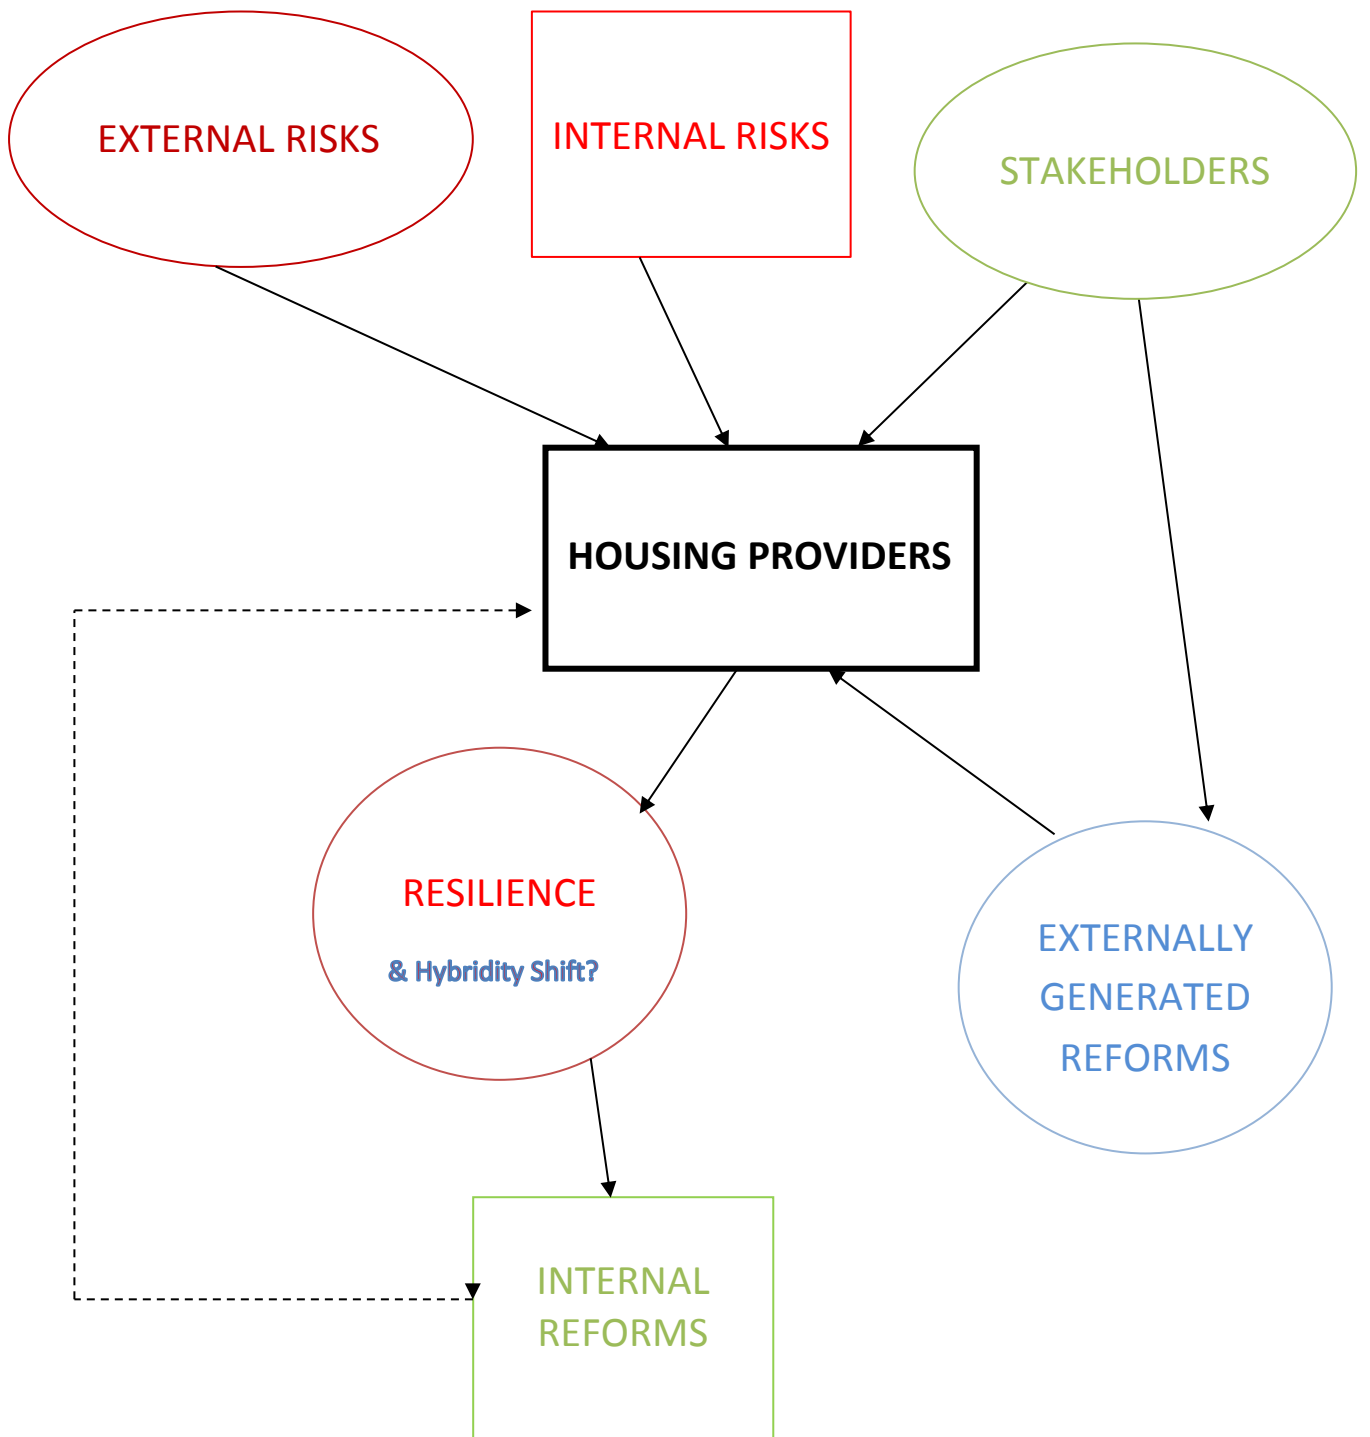 EXTERNAL RISKS
INTERNAL RISKS
STAKEHOLDERS
HOUSING PROVIDERS
RESILIENCE
& Hybridity Shift?
EXTERNALLY
GENERATED
REFORMS
INTERNAL
REFORMS